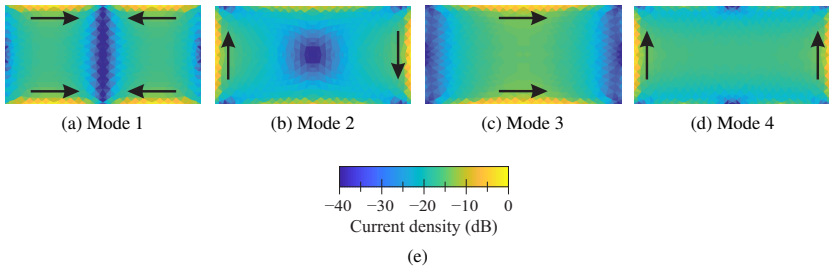 (a) Mode 1
(b) Mode 2
(c) Mode 3
(d) Mode 4
−40 −30 −20 −10 0
Current density (dB)
(e)